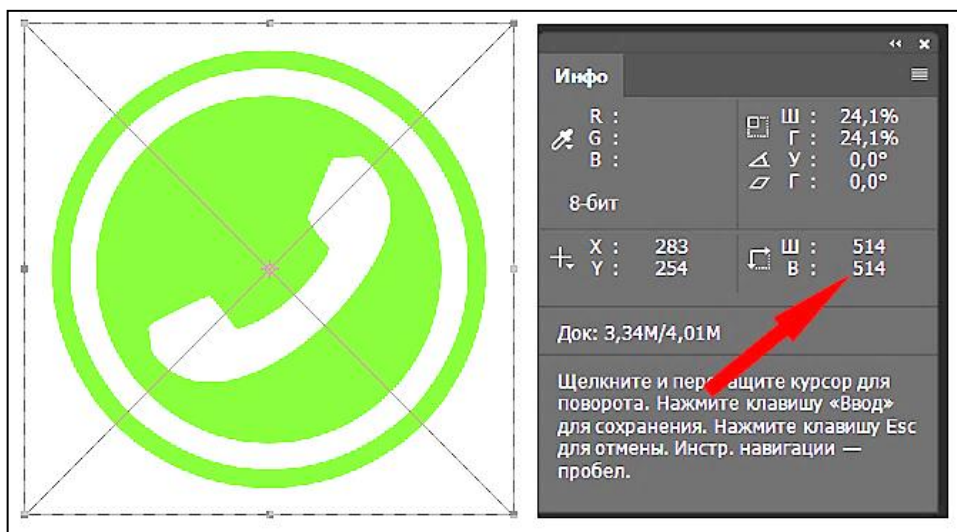 Инфо
R :
G :
B :
8-бит
Ш : 24,1%
Г : 24,1%
У : 0,0°
Г : 0,0°
X : 283
Y : 254
Ш : 514
В : 514
Док: 3,34M/4,01M
Щелкните и перетащите курсор для
поворота. Нажмите клавишу «Ввод»
для сохранения. Нажмите клавишу Esc
для отмены. Инстр. навигации —
пробел.